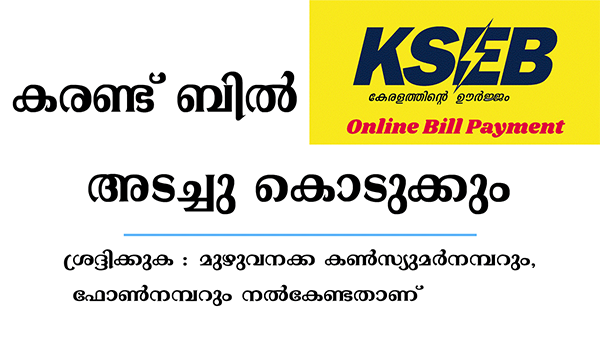 KSEB
കേരളത്തിന്റെ ഊർജ്ജം
Online Bill Payment
കരണ്ട് ബിൽ
അടച്ചു കൊടുക്കും
ശ്രദ്ദിക്കുക : മുഴുവനക്ക കൺസ്യുമർനമ്പറും,
ഫോൺനമ്പറും നൽകേണ്ടതാണ്